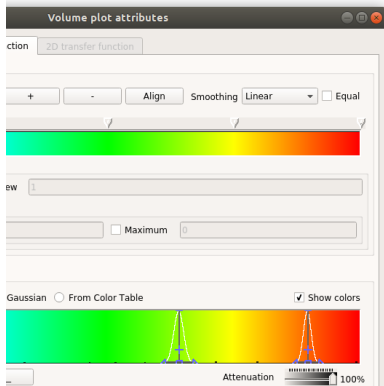 Volume plot attributes
ction 2D transfer function
+ - Align Smoothing Linear Equal
ew 1
Maximum 0
Gaussian From Color Table Show colors
Attenuation 100%